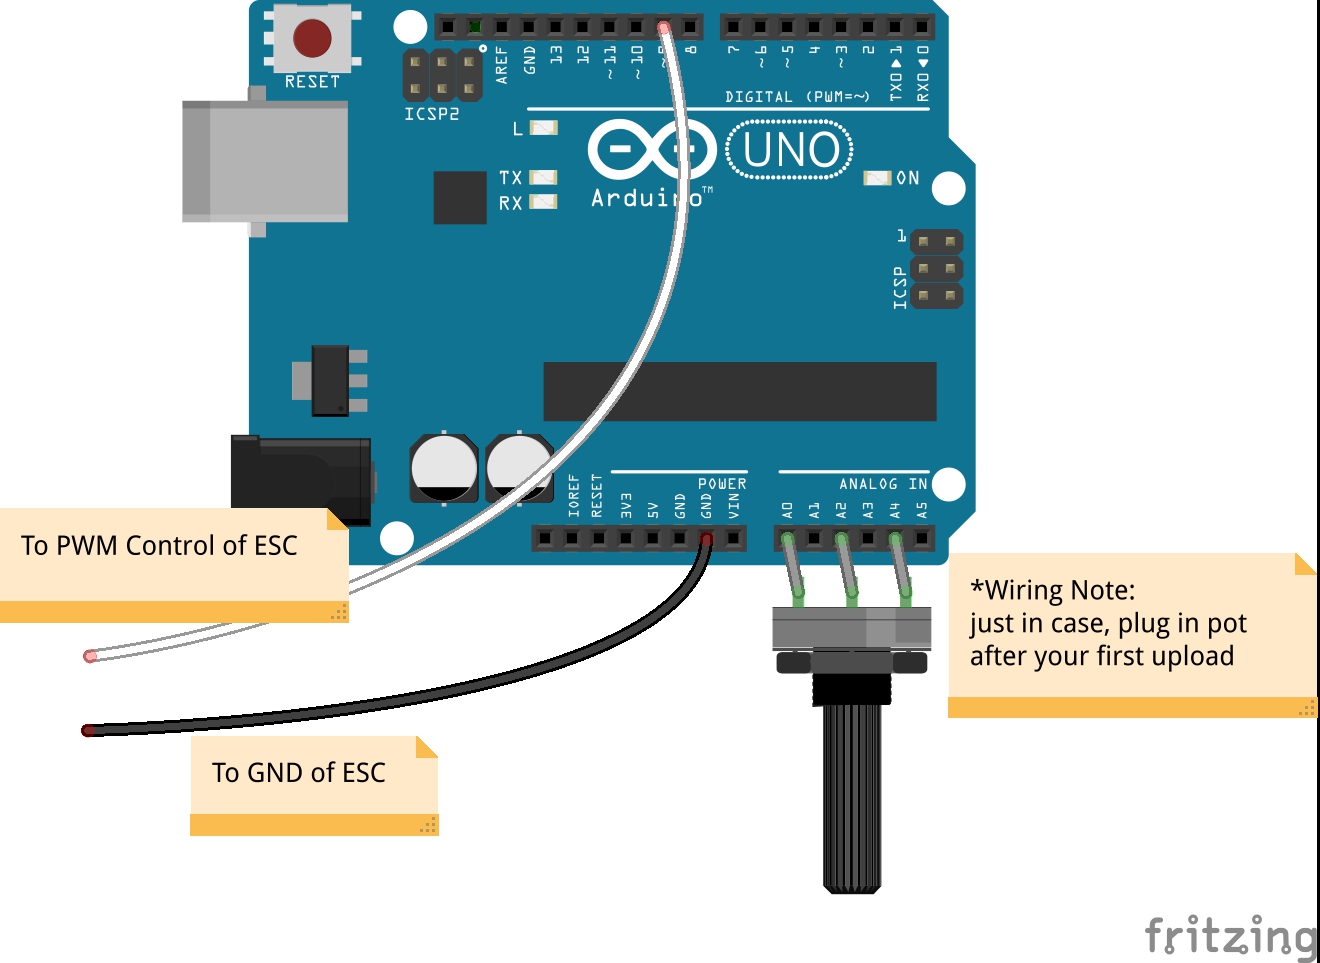 RESET
ICSP2
AREF
GND
13
12
~11
~10
8
7
~6
~5
4
~3
2
TX0▶1
RX0◀0
DIGITAL (PWM=~)
L
TX
RX
UNO
Arduino™
ON
1
ICSP
IOREF
RESET
3V3
5V
GND
GND
VIN
POWER
ANALOG IN
A0
A1
A2
A3
A4
A5
To PWM Control of ESC
*Wiring Note:
just in case, plug in pot
after your first upload
To GND of ESC
fritzing